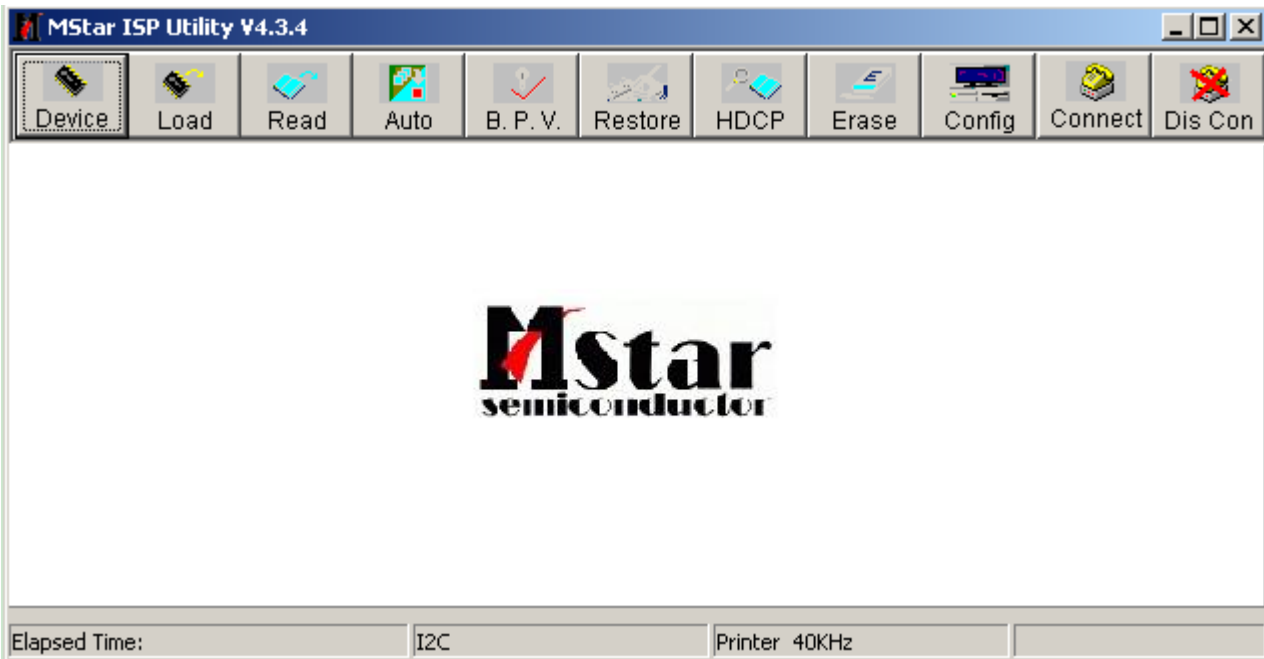 MStar ISP Utility V4.3.4
Device Load Read Auto B. P. V. Restore HDCP Erase Config Connect Dis Con
MStar
semiconductor
Elapsed Time: I2C Printer 40KHz